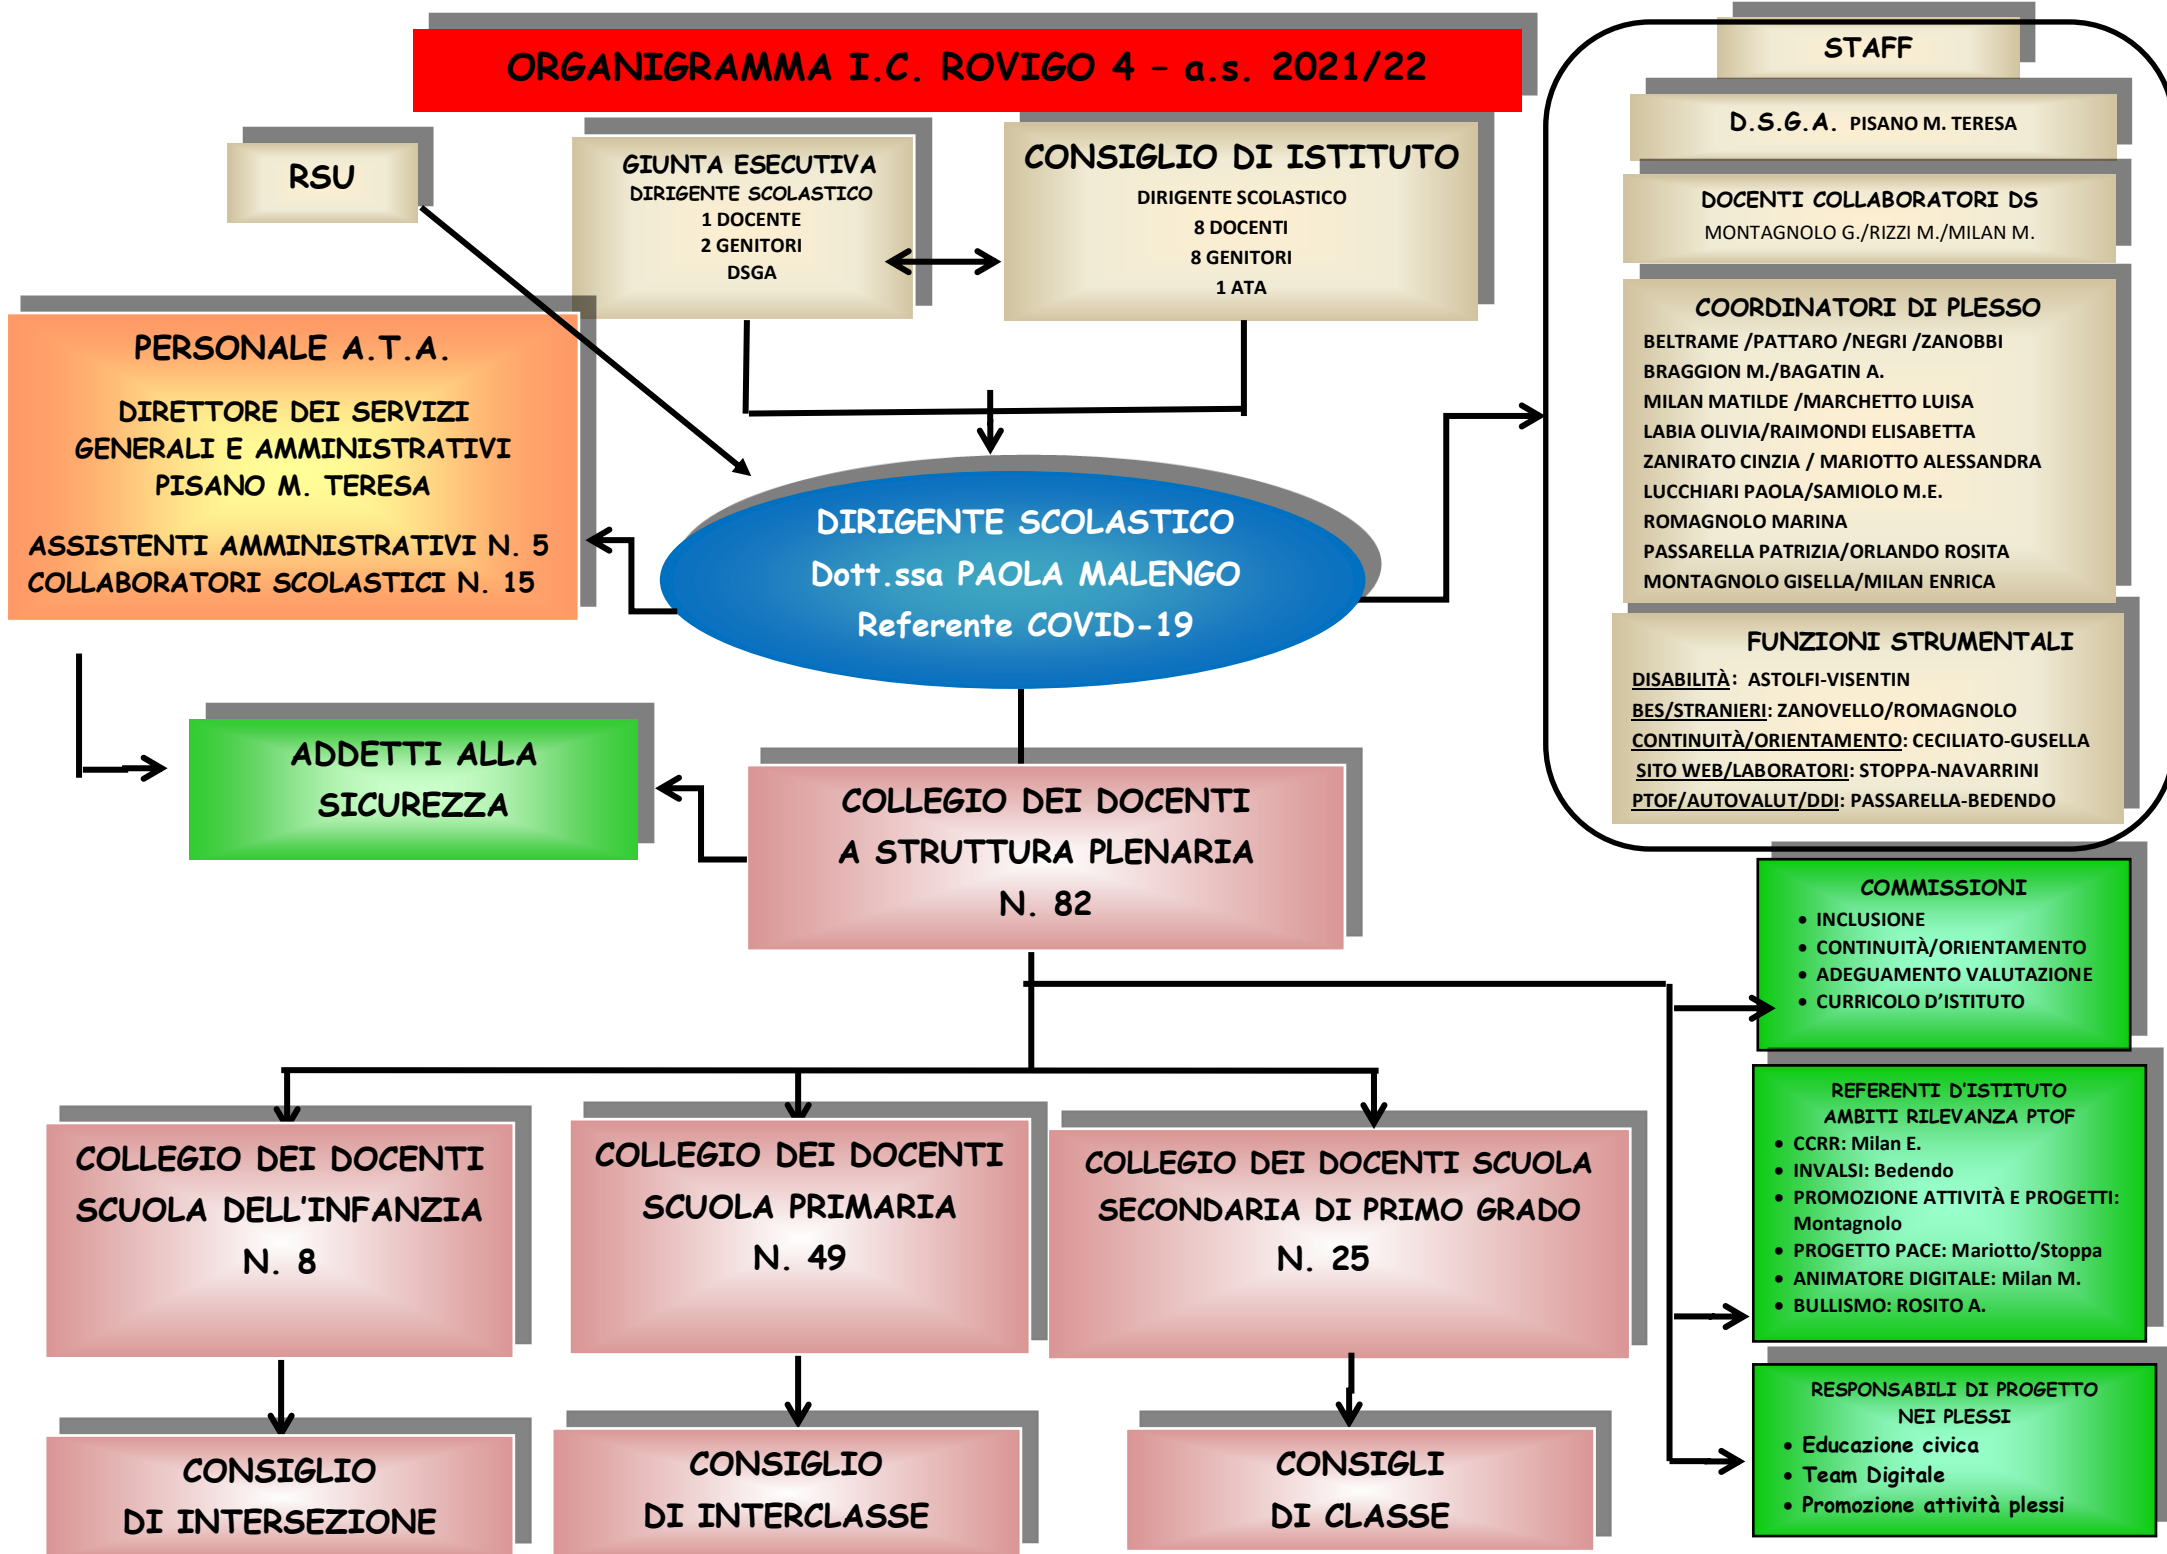 ORGANIGRAMMA I.C. ROVIGO 4 – a.s. 2021/22
RSU
GIUNTA ESECUTIVA
DIRIGENTE SCOLASTICO
1 DOCENTE
2 GENITORI
DSGA
CONSIGLIO DI ISTITUTO
DIRIGENTE SCOLASTICO
8 DOCENTI
8 GENITORI
1 ATA
STAFF
D.S.G.A. PISANO M. TERESA
DOCENTI COLLABORATORI DS
MONTAGNOLO G./RIZZI M./MILAN M.
COORDINATORI DI PLESSO
BELTRAME /PATTARO /NEGRI /ZANOBBI
BRAGGION M./BAGATIN A.
MILAN MATILDE /MARCHETTO LUISA
LABIA OLIVIA/RAIMONDI ELISABETTA
ZANIRATO CINZIA / MARIOTTO ALESSANDRA
LUCCHIARI PAOLA/SAMIOLO M.E.
ROMAGNOLO MARINA
PASSARELLA PATRIZIA/ORLANDO ROSITA
MONTAGNOLO GISELLA/MILAN ENRICA
FUNZIONI STRUMENTALI
DISABILITÀ: ASTOLFI-VISENTIN
BES/STRANIERI: ZANOVELLO/ROMAGNOLO
CONTINUITÀ/ORIENTAMENTO: CECILIATO-GUSELLA
SITO WEB/LABORATORI: STOPPA-NAVARRINI
PTOF/AUTOVALUT/DDI: PASSARELLA-BEDENDO
PERSONALE A.T.A.
DIRETTORE DEI SERVIZI
GENERALI E AMMINISTRATIVI
PISANO M. TERESA
ASSISTENTI AMMINISTRATIVI N. 5
COLLABORATORI SCOLASTICI N. 15
DIRIGENTE SCOLASTICO
Dott.ssa PAOLA MALENGO
Referente COVID-19
ADDETTI ALLA
SICUREZZA
COLLEGIO DEI DOCENTI
A STRUTTURA PLENARIA
N. 82
COMMISSIONI
• INCLUSIONE
• CONTINUITÀ/ORIENTAMENTO
• ADEGUAMENTO VALUTAZIONE
• CURRICOLO D'ISTITUTO
REFERENTI D'ISTITUTO
AMBITI RILEVANZA PTOF
• CCRR: Milan E.
• INVALSI: Bedendo
• PROMOZIONE ATTIVITÀ E PROGETTI:
Montagnolo
• PROGETTO PACE: Mariotto/Stoppa
• ANIMATORE DIGITALE: Milan M.
• BULLISMO: ROSITO A.
RESPONSABILI DI PROGETTO
NEI PLESSI
• Educazione civica
• Team Digitale
• Promozione attività plessi
COLLEGIO DEI DOCENTI
SCUOLA DELL'INFANZIA
N. 8
COLLEGIO DEI DOCENTI
SCUOLA PRIMARIA
N. 49
COLLEGIO DEI DOCENTI SCUOLA
SECONDARIA DI PRIMO GRADO
N. 25
CONSIGLIO
DI INTERSEZIONE
CONSIGLIO
DI INTERCLASSE
CONSIGLI
DI CLASSE